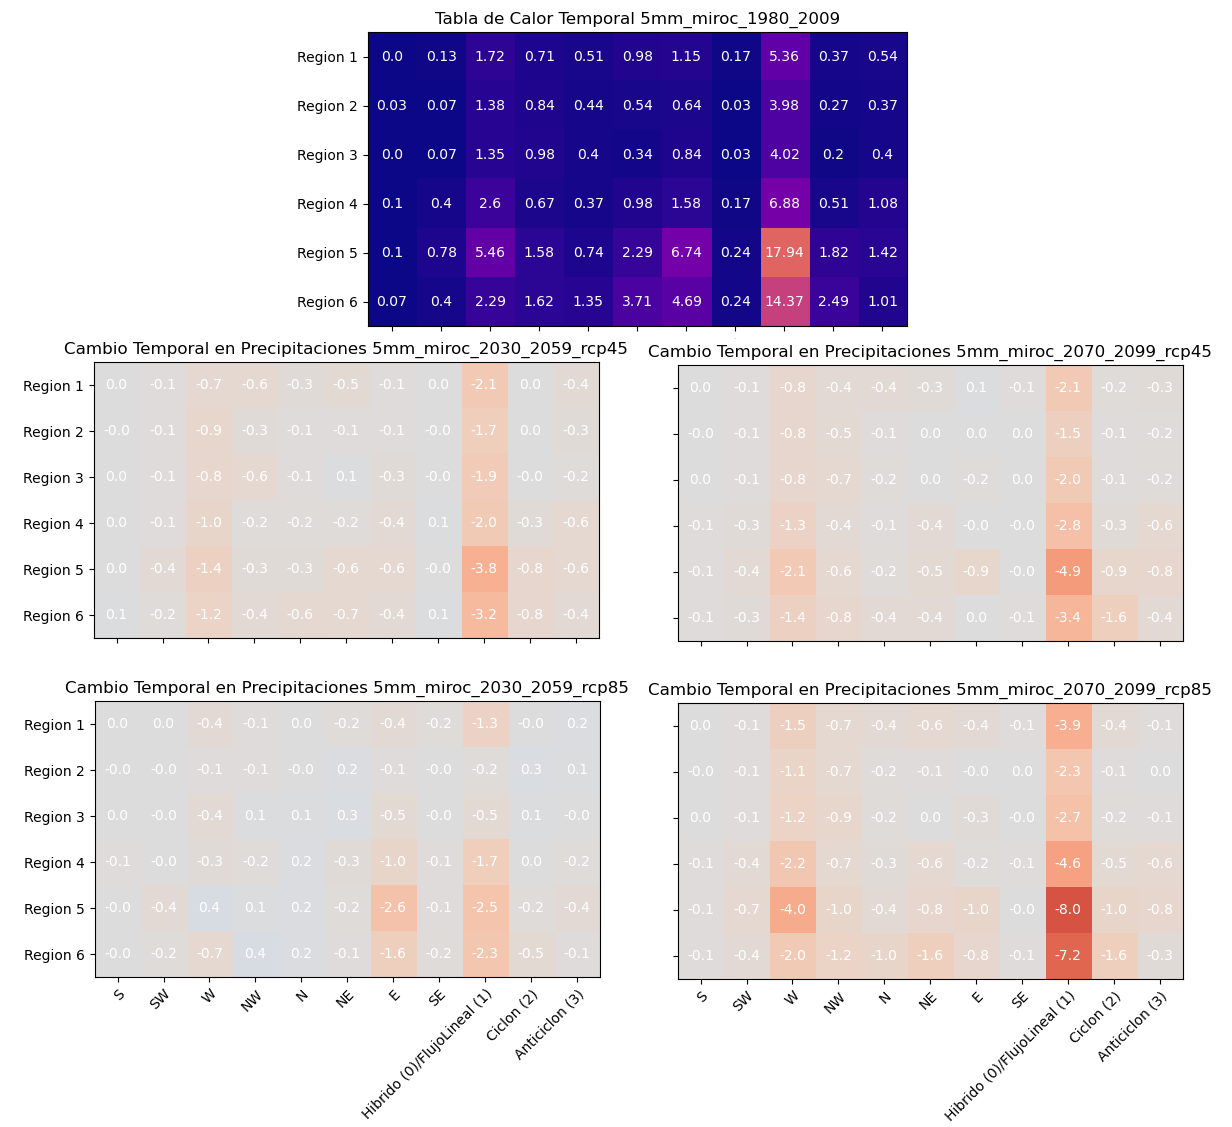 Tabla de Calor Temporal 5mm_miroc_1980_2009
Region 1 0.0 0.13 1.72 0.71 0.51 0.98 1.15 0.17 5.36 0.37 0.54
Region 2 0.03 0.07 1.38 0.84 0.44 0.54 0.64 0.03 3.98 0.27 0.37
Region 3 0.0 0.07 1.35 0.98 0.4 0.34 0.84 0.03 4.02 0.2 0.4
Region 4 0.1 0.4 2.6 0.67 0.37 0.98 1.58 0.17 6.88 0.51 1.08
Region 5 0.1 0.78 5.46 1.58 0.74 2.29 6.74 0.24 17.94 1.82 1.42
Region 6 0.07 0.4 2.29 1.62 1.35 3.71 4.69 0.24 14.37 2.49 1.01
Cambio Temporal en Precipitaciones 5mm_miroc_2030_2059_rcp45
Region 1 0.0 -0.1 -0.7 -0.6 -0.3 -0.5 -0.1 0.0 -2.1 0.0 -0.4
Region 2 -0.0 -0.1 -0.9 -0.3 -0.1 -0.1 -0.1 -0.0 -1.7 0.0 -0.3
Region 3 0.0 -0.1 -0.8 -0.6 -0.1 0.1 -0.3 -0.0 -1.9 -0.0 -0.2
Region 4 0.0 -0.1 -1.0 -0.2 -0.2 -0.2 -0.4 0.1 -2.0 -0.3 -0.6
Region 5 0.0 -0.4 -1.4 -0.3 -0.3 -0.6 -0.6 -0.0 -3.8 -0.8 -0.6
Region 6 0.1 -0.2 -1.2 -0.4 -0.6 -0.7 -0.4 0.1 -3.2 -0.8 -0.4
Cambio Temporal en Precipitaciones 5mm_miroc_2070_2099_rcp45
0.0 -0.1 -0.8 -0.4 -0.4 -0.3 0.1 -0.1 -2.1 -0.2 -0.3
-0.0 -0.1 -0.8 -0.5 -0.1 0.0 0.0 0.0 -1.5 -0.1 -0.2
0.0 -0.1 -0.8 -0.7 -0.2 0.0 -0.2 0.0 -2.0 -0.1 -0.2
-0.1 -0.3 -1.3 -0.4 -0.1 -0.4 -0.0 -0.0 -2.8 -0.3 -0.6
-0.1 -0.4 -2.1 -0.6 -0.2 -0.5 -0.9 -0.0 -4.9 -0.9 -0.8
-0.1 -0.3 -1.4 -0.8 -0.4 -0.4 0.0 -0.1 -3.4 -1.6 -0.4
Cambio Temporal en Precipitaciones 5mm_miroc_2030_2059_rcp85
Region 1 0.0 0.0 -0.4 -0.1 0.0 -0.2 -0.4 -0.2 -1.3 -0.0 0.2
Region 2 -0.0 -0.0 -0.1 -0.1 -0.0 0.2 -0.1 -0.0 -0.2 0.3 0.1
Region 3 0.0 -0.0 -0.4 0.1 0.1 0.3 -0.5 -0.0 -0.5 0.1 -0.0
Region 4 -0.1 -0.0 -0.3 -0.2 0.2 -0.3 -1.0 -0.1 -1.7 0.0 -0.2
Region 5 -0.0 -0.4 0.4 0.1 0.2 -0.2 -2.6 -0.1 -2.5 -0.2 -0.4
Region 6 -0.0 -0.2 -0.7 0.4 0.2 -0.1 -1.6 -0.2 -2.3 -0.5 -0.1
S SW W NW N NE E SE Hibrido (0)/FlujoLineal (1) Ciclon (2) Anticiclon (3)
Cambio Temporal en Precipitaciones 5mm_miroc_2070_2099_rcp85
0.0 -0.1 -1.5 -0.7 -0.4 -0.6 -0.4 -0.1 -3.9 -0.4 -0.1
-0.0 -0.1 -1.1 -0.7 -0.2 -0.1 -0.0 0.0 -2.3 -0.1 0.0
0.0 -0.1 -1.2 -0.9 -0.2 0.0 -0.3 -0.0 -2.7 -0.2 -0.1
-0.1 -0.4 -2.2 -0.7 -0.3 -0.6 -0.2 -0.1 -4.6 -0.5 -0.6
-0.1 -0.7 -4.0 -1.0 -0.4 -0.8 -1.0 -0.0 -8.0 -1.0 -0.8
-0.1 -0.4 -2.0 -1.2 -1.0 -1.6 -0.8 -0.1 -7.2 -1.6 -0.3
S SW W NW N NE E SE Hibrido (0)/FlujoLineal (1) Ciclon (2) Anticiclon (3)